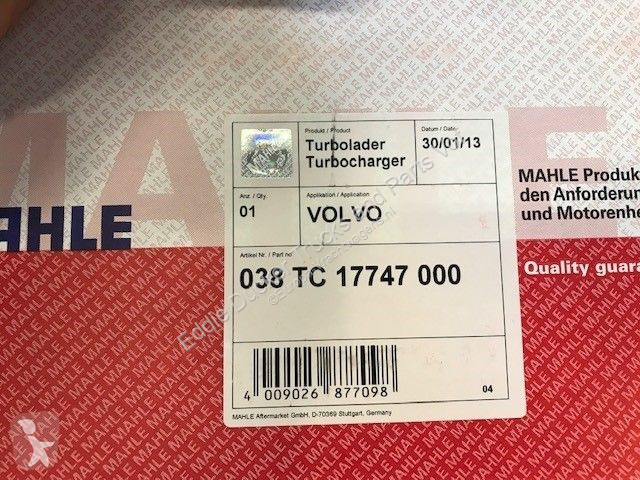 MAHLE
AHLE
Produkt / Product
Turbolader
Turbocharger
Datum / Date
30/01/13
Anz. / Qty.
01
Applikation / Application
VOLVO
Artikel Nr. / Part no.
038 TC 17747 000
4 009026 877098
04
MAHLE Aftermarket GmbH, D-70369 Stuttgart, Germany
MAHLE Produk
den Anforderun
und Motorenhe
Quality guara